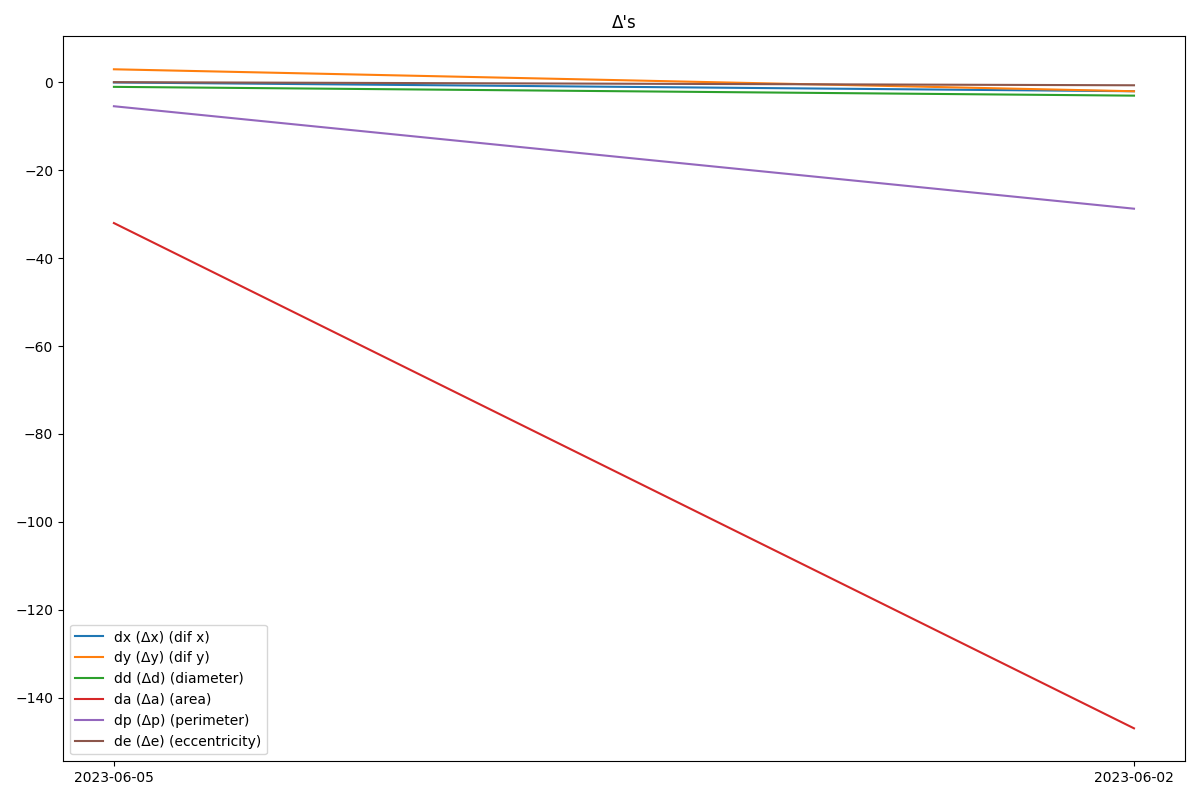 Δ's
0
−20
−40
−60
−80
−100
−120
−140
dx (Δx) (dif x)
dy (Δy) (dif y)
dd (Δd) (diameter)
da (Δa) (area)
dp (Δp) (perimeter)
de (Δe) (eccentricity)
2023-06-05
2023-06-02